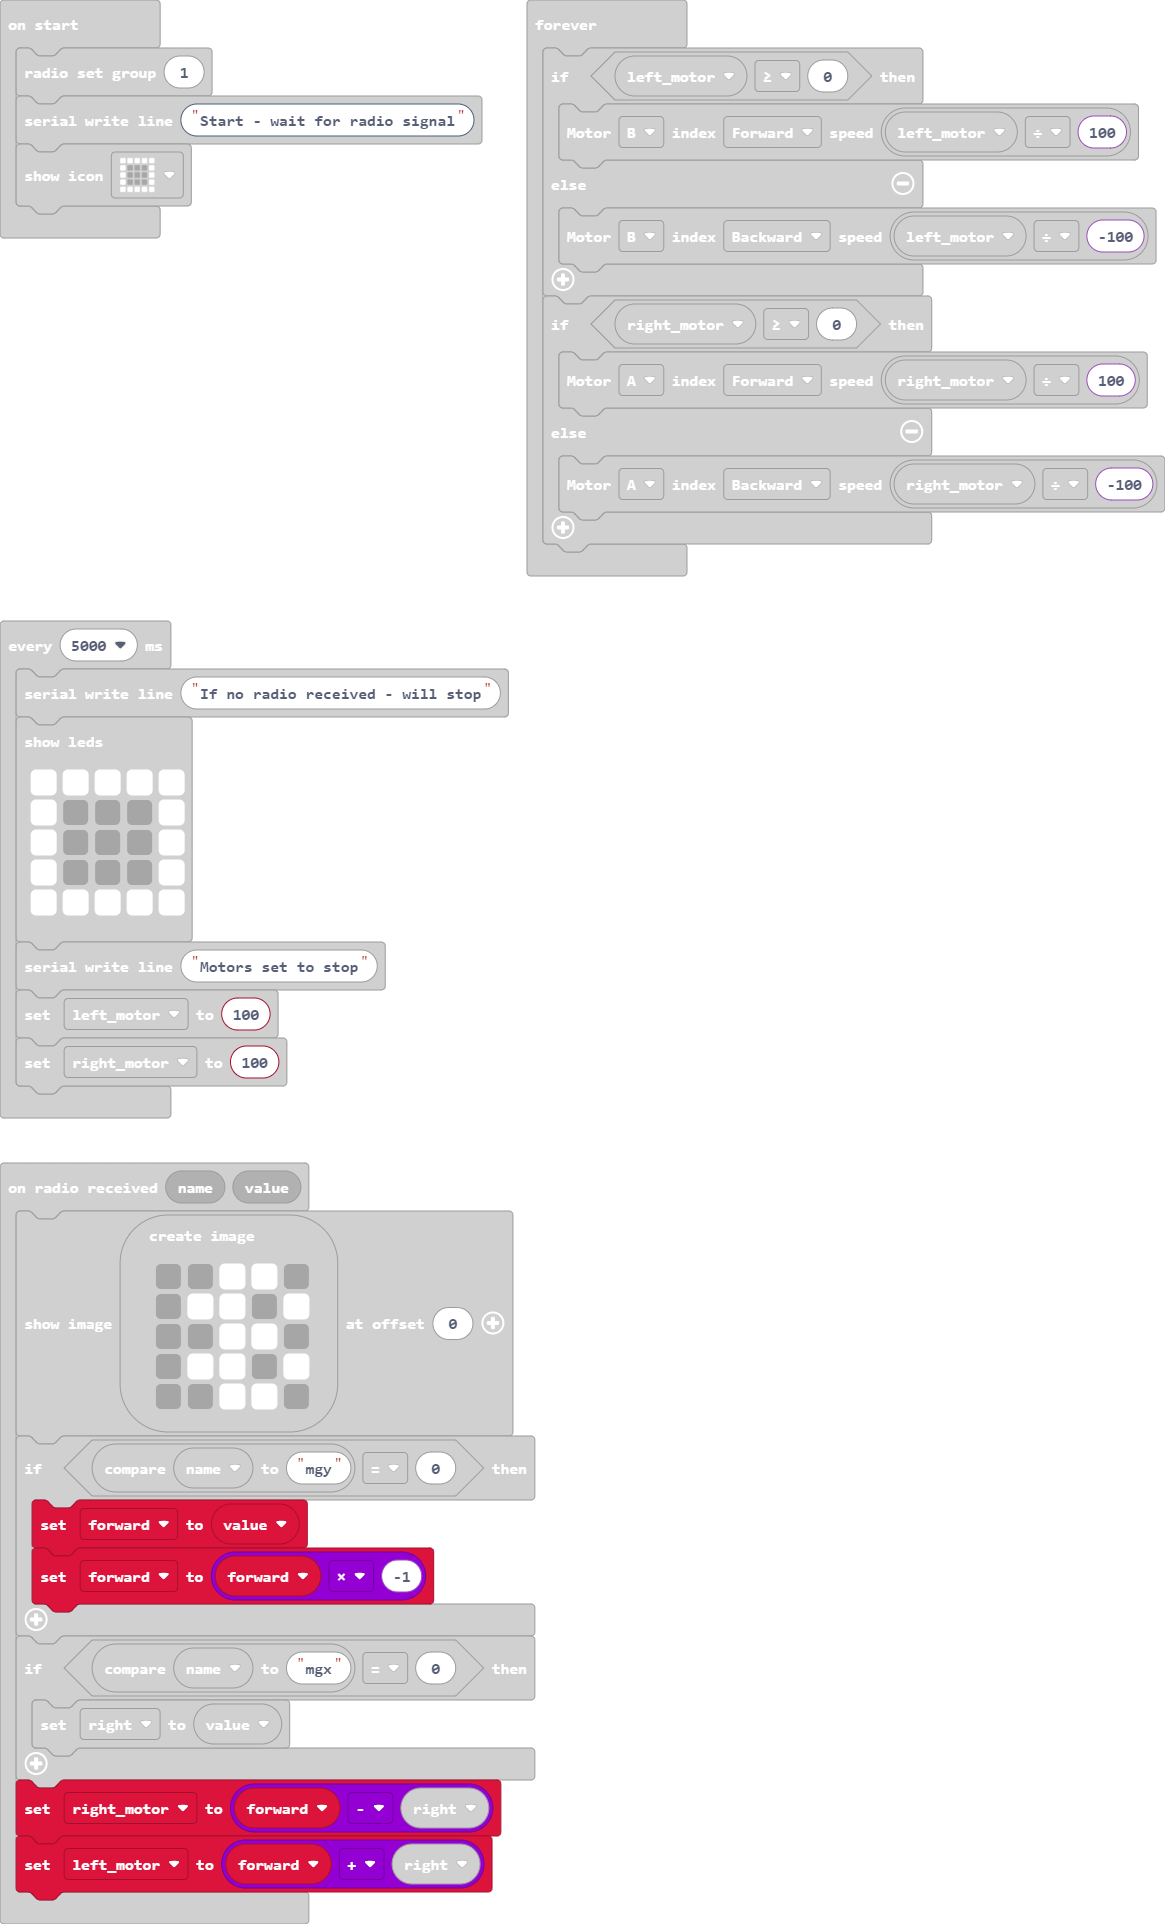 on start
radio set group 1
serial write line "Start - wait for radio signal"
show icon
forever
if left_motor ≥ 0 then
Motor B index Forward speed left_motor ÷ 100
else
Motor B index Backward speed left_motor ÷ -100
if right_motor ≥ 0 then
Motor A index Forward speed right_motor ÷ 100
else
Motor A index Backward speed right_motor ÷ -100
every 5000 ms
serial write line "If no radio received - will stop"
show leds
serial write line "Motors set to stop"
set left_motor to 100
set right_motor to 100
on radio received name value
create image
show image at offset 0
if compare name to "mgy" = 0 then
set forward to value
set forward to forward × -1
if compare name to "mgx" = 0 then
set right to value
set right_motor to forward - right
set left_motor to forward + right